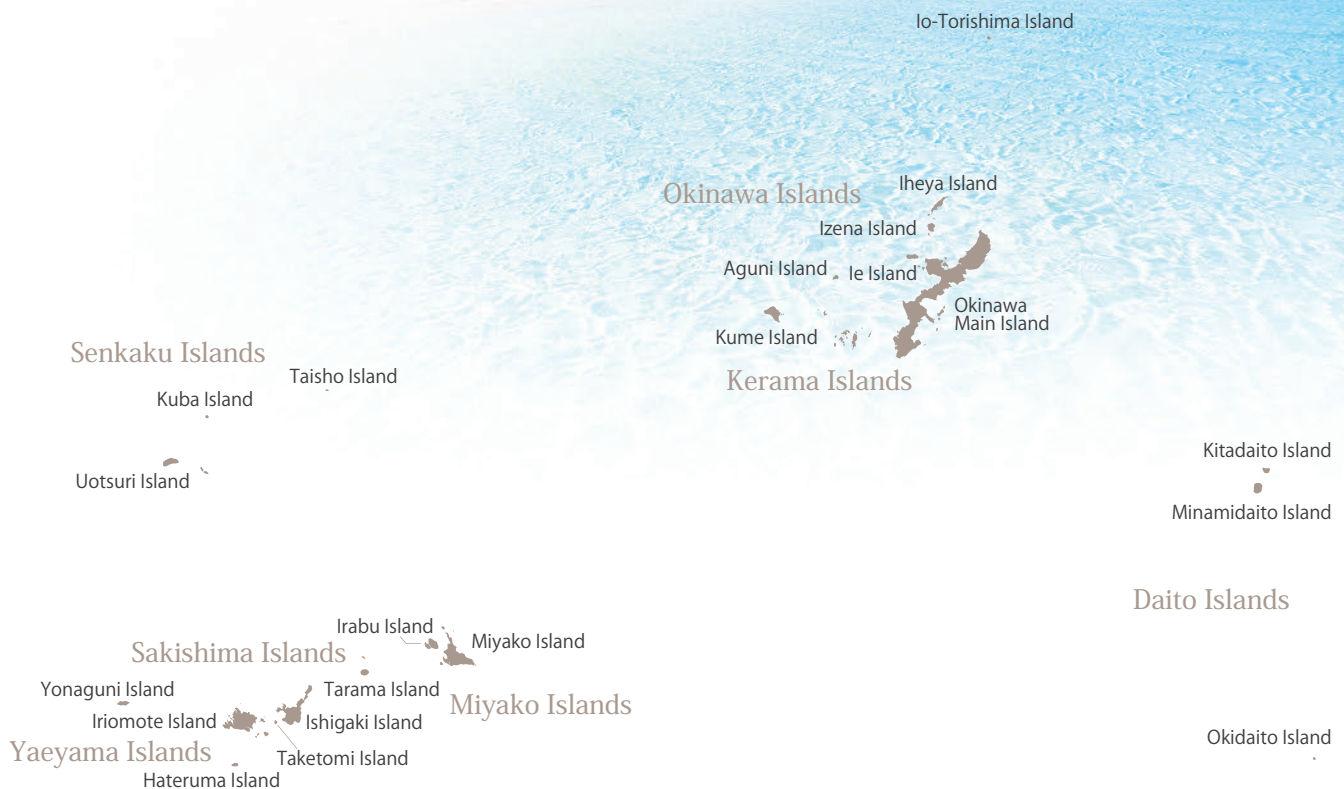 Io-Torishima Island
Iheya Island
Okinawa Islands
Izena Island
Aguni Island
Ie Island
Okinawa
Main Island
Kume Island
Kerama Islands
Senkaku Islands
Taisho Island
Kuba Island
Uotsuri Island
Kitadaito Island
Minamidaito Island
Daito Islands
Irabu Island
Miyako Island
Sakishima Islands
Yonaguni Island
Tarama Island
Miyako Islands
Iriomote Island
Ishigaki Island
Yaeyama Islands
Taketomi Island
Hateruma Island
Okidaito Island